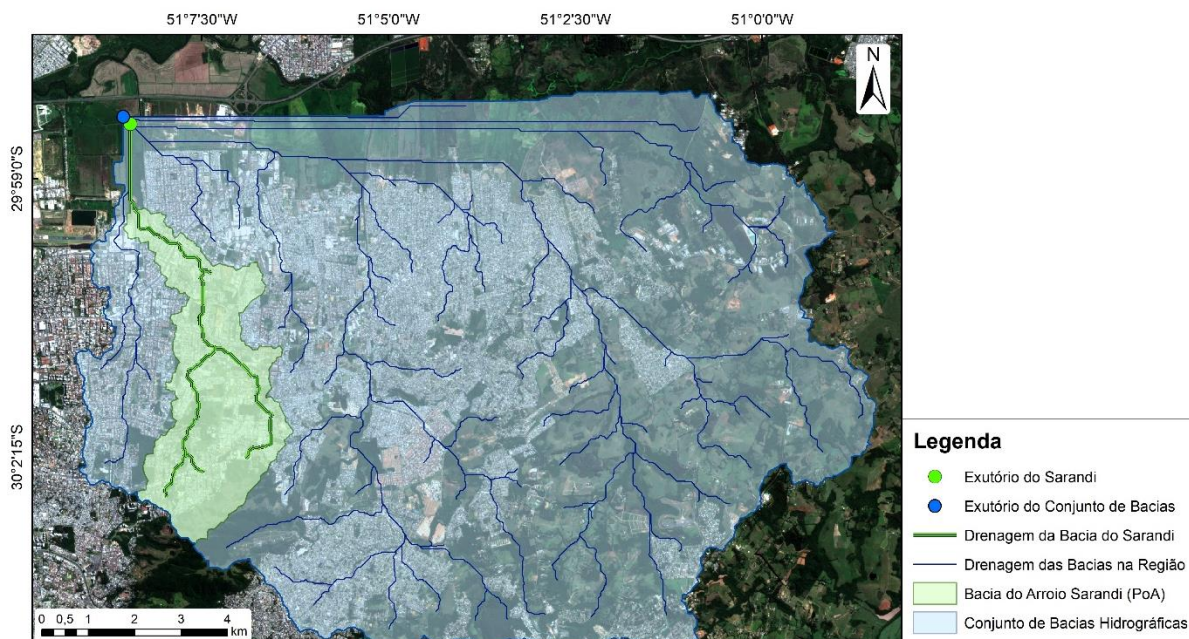 51°7'30"W 51°5'0"W 51°2'30"W 51°0'0"W
N
29°59'0"S
30°2'15"S
0 0,5 1 2 3 4
km
Legenda
Exutório do Sarandi
Exutório do Conjunto de Bacias
Drenagem da Bacia do Sarandi
Drenagem das Bacias na Região
Bacia do Arroio Sarandi (PoA)
Conjunto de Bacias Hidrográficas